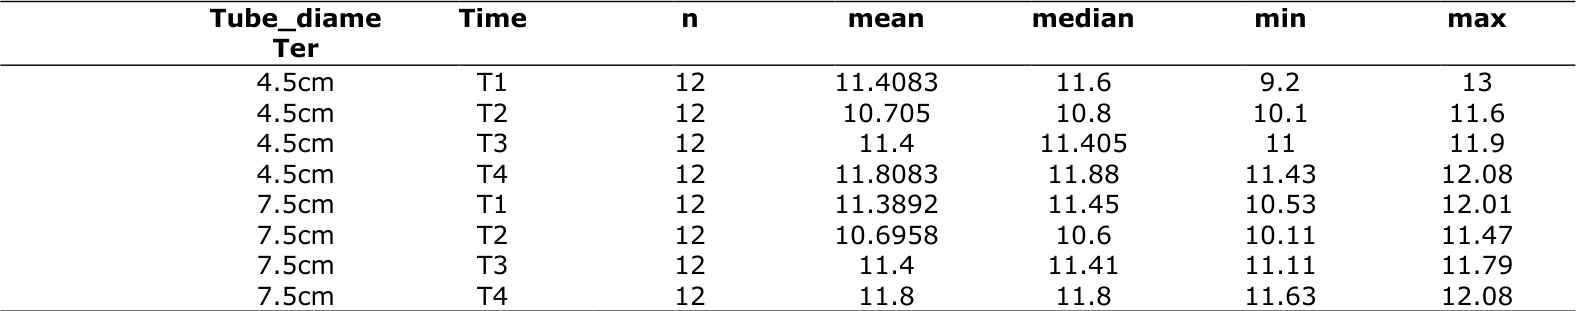 Tube_diame Time n mean median min max
Ter
4.5cm T1 12 11.4083 11.6 9.2 13
4.5cm T2 12 10.705 10.8 10.1 11.6
4.5cm T3 12 11.4 11.405 11 11.9
4.5cm T4 12 11.8083 11.88 11.43 12.08
7.5cm T1 12 11.3892 11.45 10.53 12.01
7.5cm T2 12 10.6958 10.6 10.11 11.47
7.5cm T3 12 11.4 11.41 11.11 11.79
7.5cm T4 12 11.8 11.8 11.63 12.08